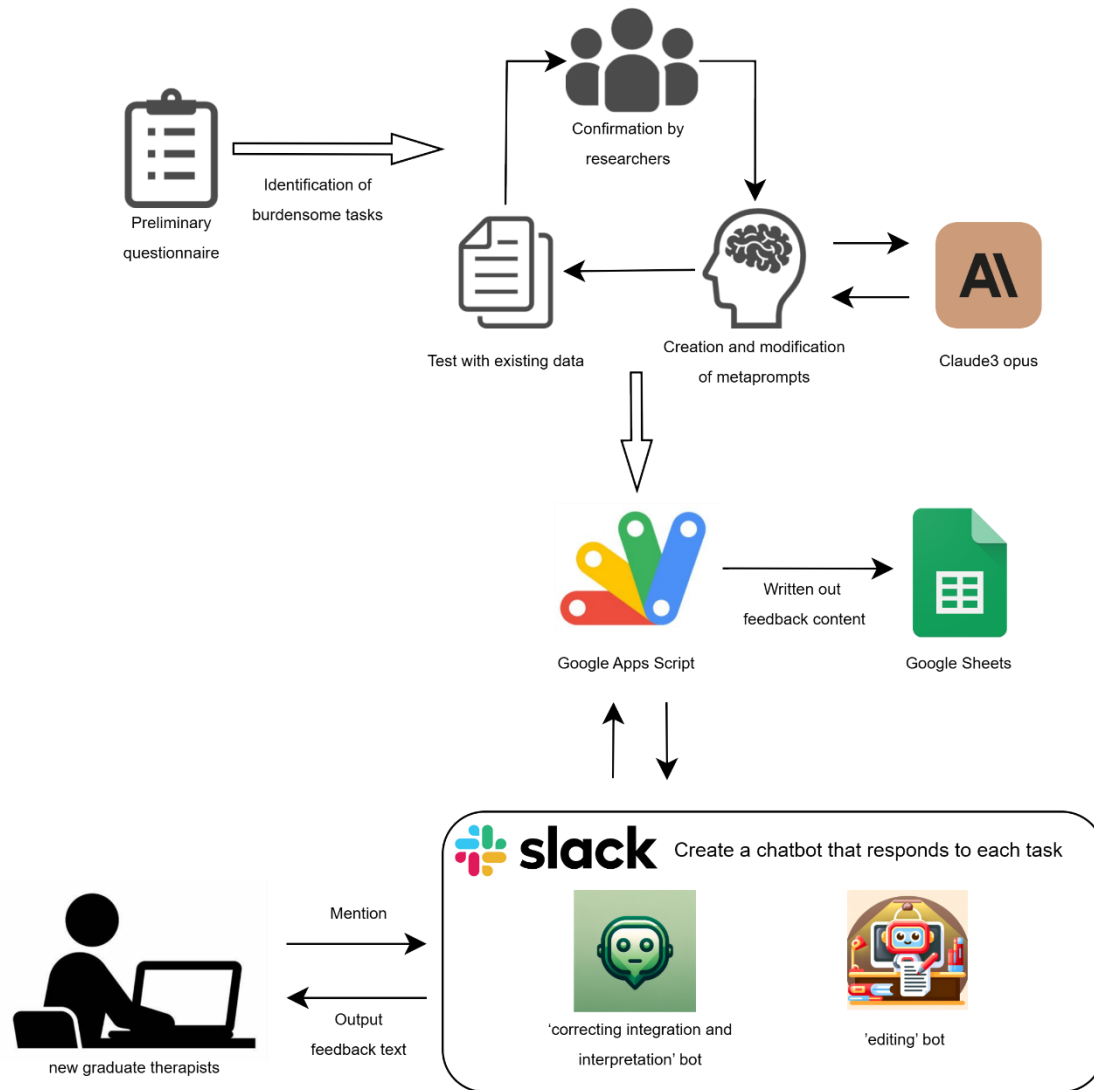 Confirmation by
researchers
Identification of
burdensome tasks
Preliminary
questionnaire
Test with existing data
Creation and modification
of metaprompts
A\
Claude3 opus
Written out
feedback content
Google Apps Script
Google Sheets
slack
Create a chatbot that responds to each task
Mention
Output
feedback text
new graduate therapists
‘correcting integration and
interpretation’ bot
'editing' bot